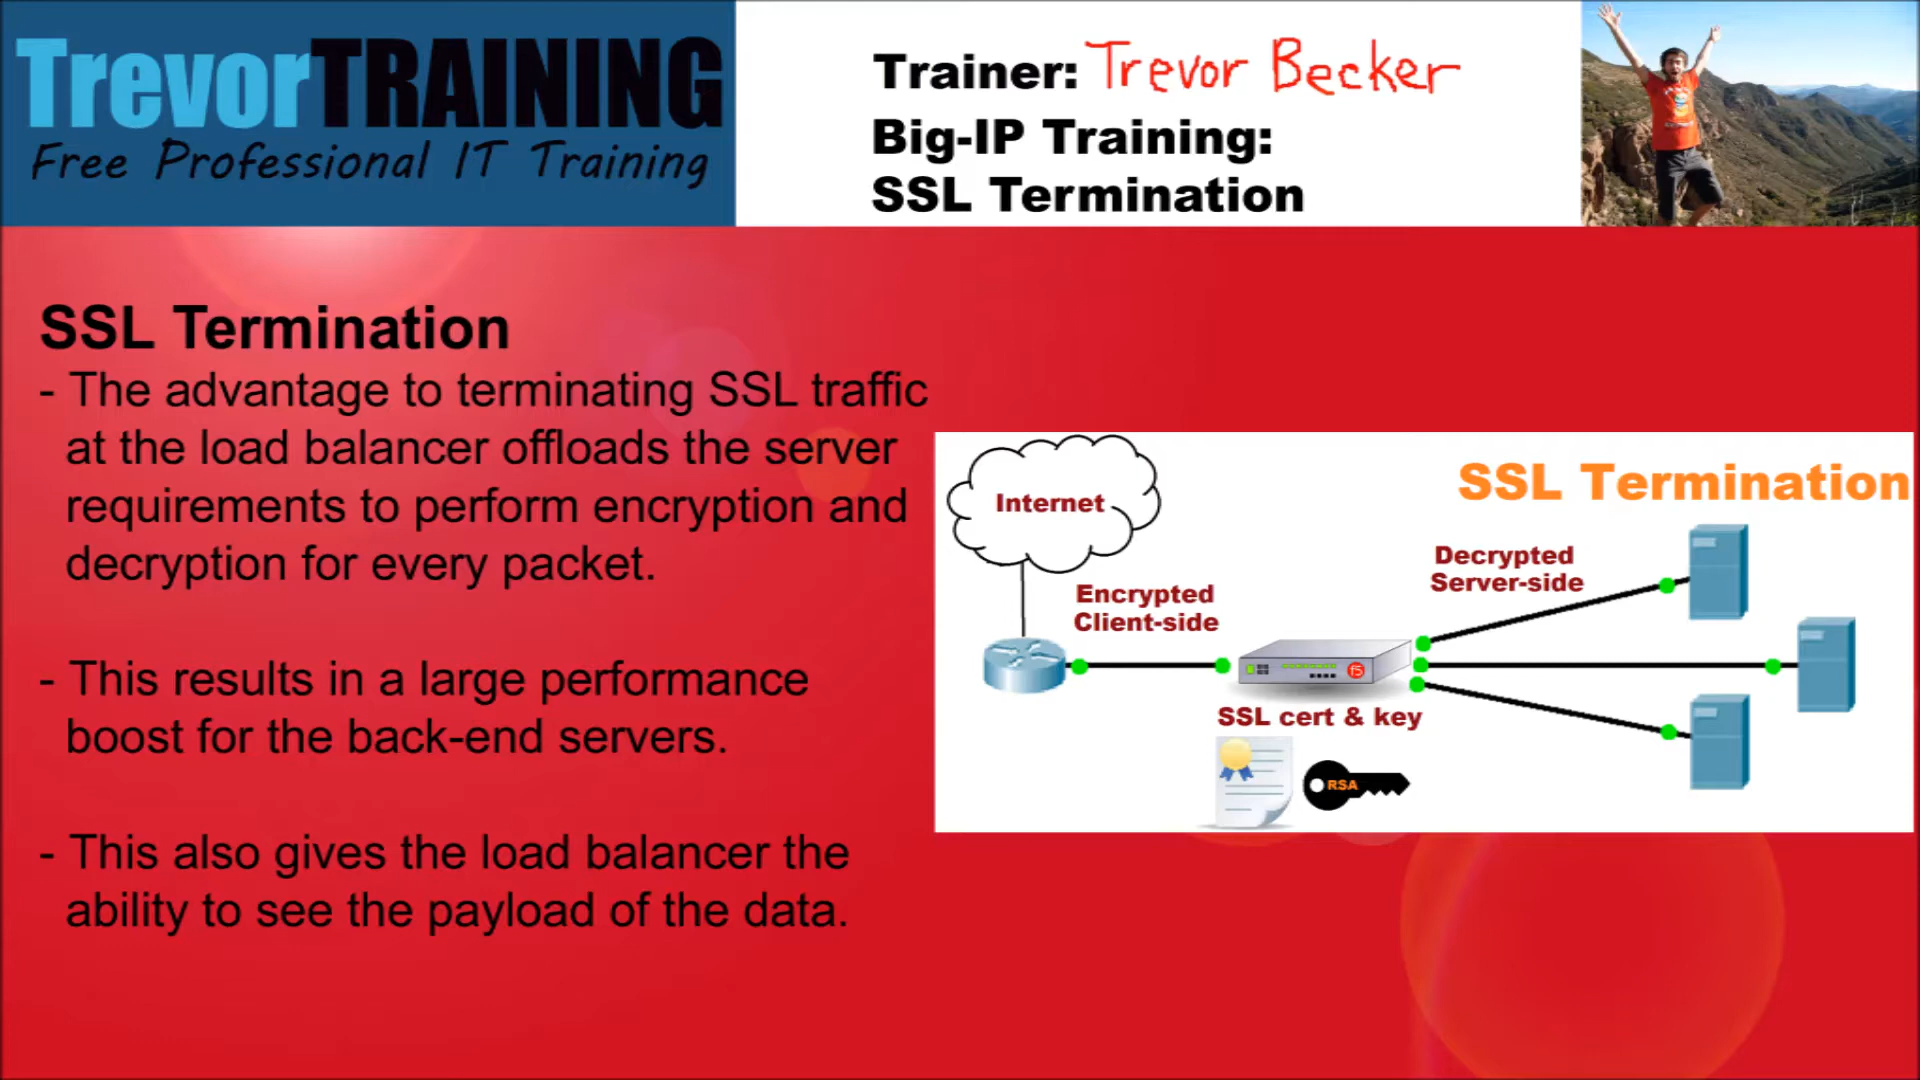 TrevorTRAINING
Free Professional IT Training
Trainer: Trevor Becker
Big-IP Training:
SSL Termination
SSL Termination
- The advantage to terminating SSL traffic
at the load balancer offloads the server
requirements to perform encryption and
decryption for every packet.
- This results in a large performance
boost for the back-end servers.
- This also gives the load balancer the
ability to see the payload of the data.
SSL Termination
Internet
Encrypted
Client-side
Decrypted
Server-side
f5
SSL cert & key
RSA